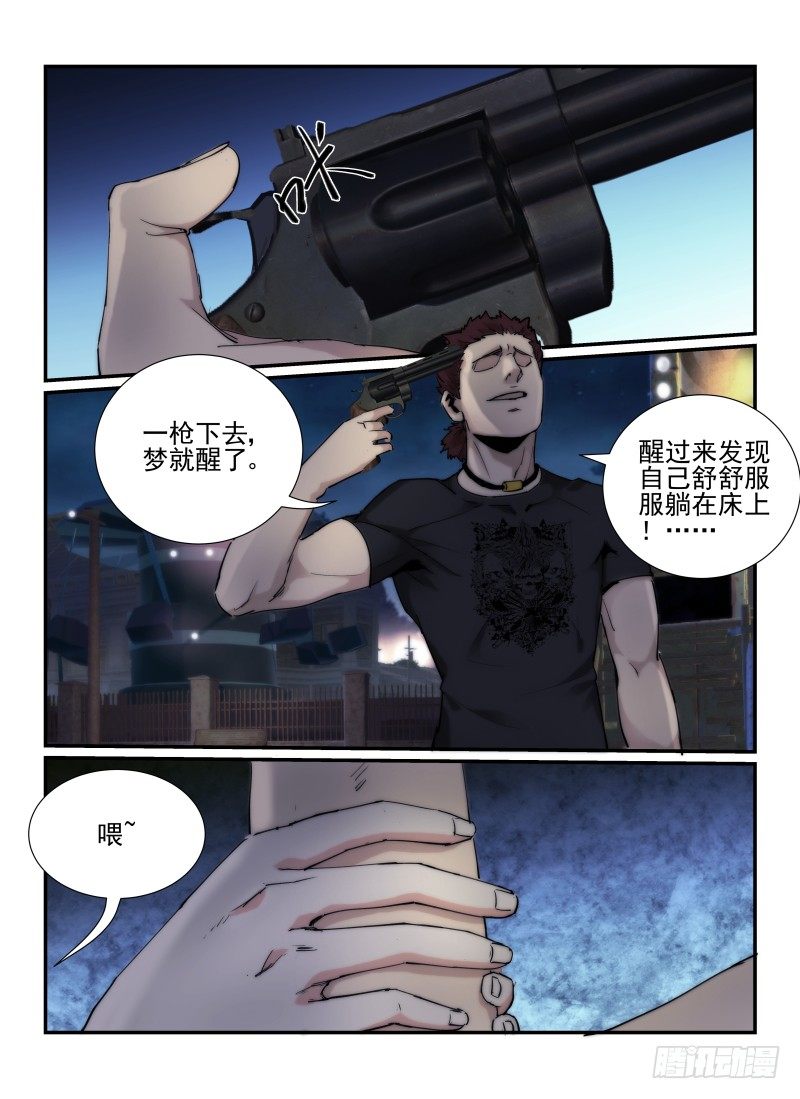 咔
一枪下去，
梦就醒了。
醒过来发现
自己舒舒服
服躺在床上
！……
喂~
腾讯动漫